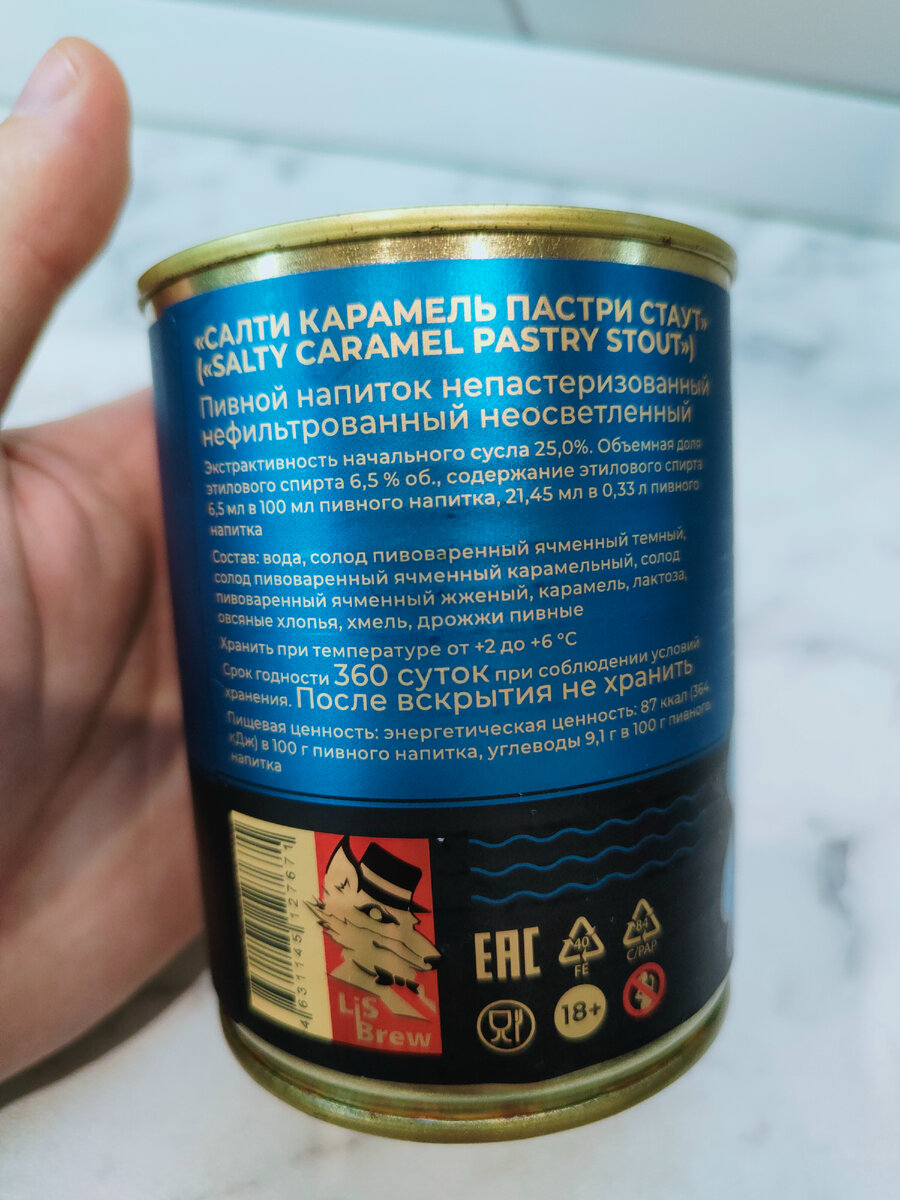 «САЛТИ КАРАМЕЛЬ ПАСТРИ СТАУТ»
(«SALTY CARAMEL PASTRY STOUT»)
Пивной напиток непастеризованный
нефильтрованный неосветленный
Экстрактивность начального сусла 25,0%. Объемная доля
этилового спирта 6,5 % об., содержание этилового спирта
6,5 мл в 100 мл пивного напитка, 21,45 мл в 0,33 л пивного
напитка
Состав: вода, солод пивоваренный ячменный темный,
солод пивоваренный ячменный карамельный, солод
пивоваренный ячменный жженый, карамель, лактоза,
овсяные хлопья, хмель, дрожжи пивные
Хранить при температуре от +2 до +6 °C
Срок годности 360 суток при соблюдении условий
хранения. После вскрытия не хранить
Пищевая ценность: энергетическая ценность: 87 ккал (364
кДж) в 100 г пивного напитка, углеводы 9,1 г в 100 г пивного
напитка
4 631145 127671
LiS
Brew
EAC
40
FE
84
C/PAP
18+